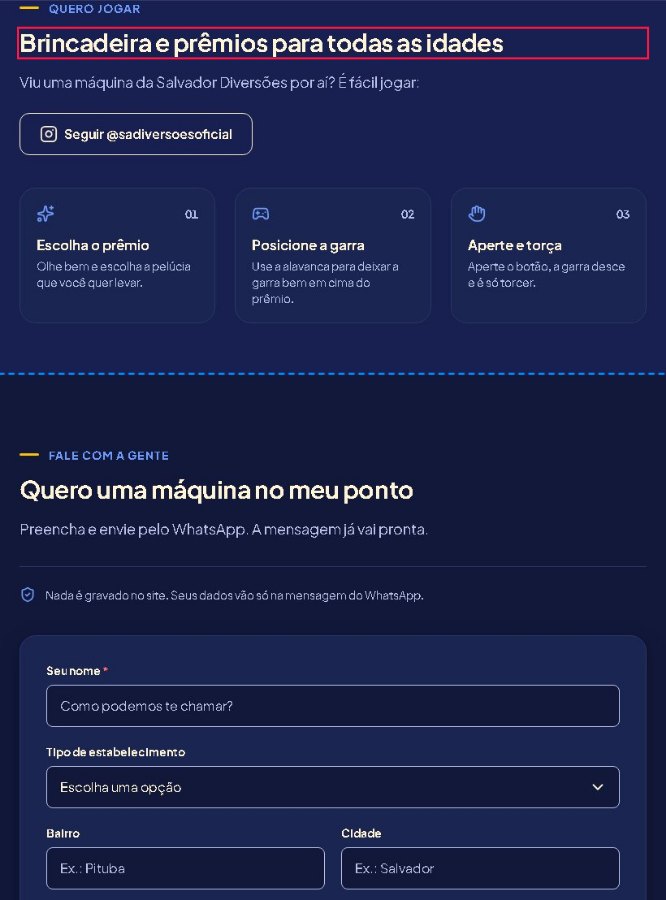 QUERO JOGAR
Brincadeira e prêmios para todas as idades
Viu uma máquina da Salvador Diversões por aí? É fácil jogar:
Seguir @sadiversoesoficial
01
Escolha o prêmio
Olhe bem e escolha a pelúcia
que você quer levar.
02
Posicione a garra
Use a alavanca para deixar a
garra bem em cima do
prêmio.
03
Aperte e torça
Aperte o botão, a garra desce
e é só torcer.
FALE COM A GENTE
Quero uma máquina no meu ponto
Preencha e envie pelo WhatsApp. A mensagem já vai pronta.
Nada é gravado no site. Seus dados vão só na mensagem do WhatsApp.
Seu nome *
Como podemos te chamar?
Tipo de estabelecimento
Escolha uma opção
Bairro
Ex.: Pituba
Cidade
Ex.: Salvador